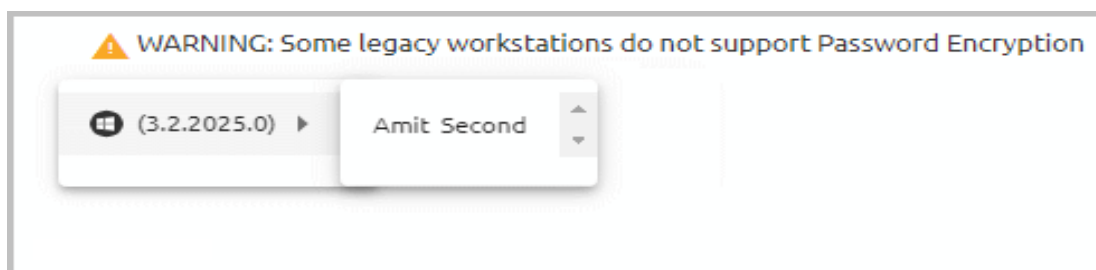 WARNING: Some legacy workstations do not support Password Encryption
(3.2.2025.0)
Amit Second